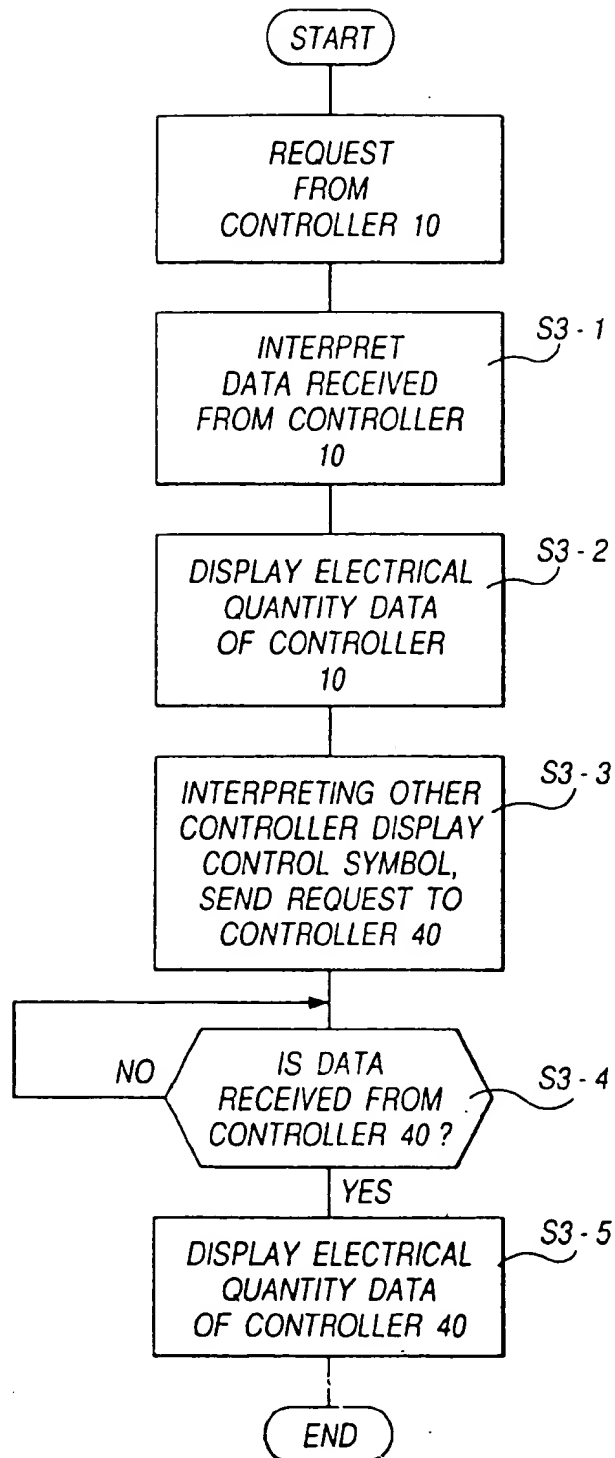 START
REQUEST
FROM
CONTROLLER 10
S3-1
INTERPRET
DATA RECEIVED
FROM CONTROLLER
10
S3-2
DISPLAY ELECTRICAL
QUANTITY DATA
OF CONTROLLER
10
S3-3
INTERPRETING OTHER
CONTROLLER DISPLAY
CONTROL SYMBOL,
SEND REQUEST TO
CONTROLLER 40
NO
IS DATA
RECEIVED FROM
CONTROLLER 40 ?
S3-4
YES
S3-5
DISPLAY ELECTRICAL
QUANTITY DATA
OF CONTROLLER 40
END